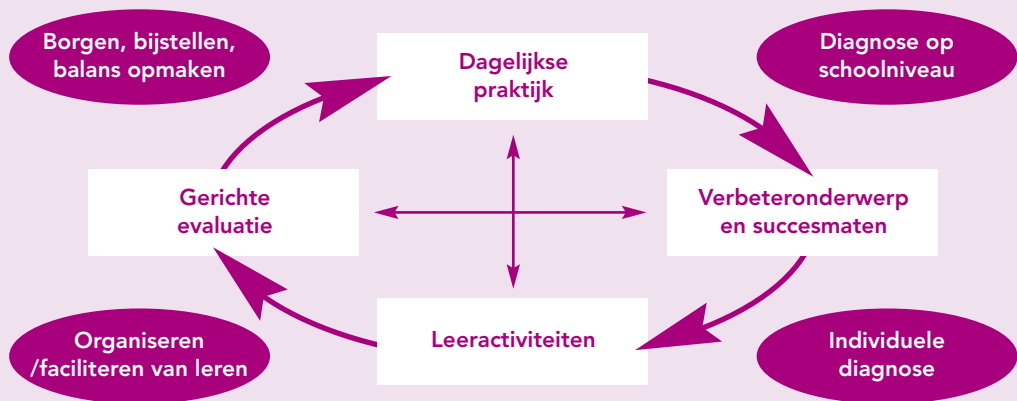 Borgen, bijstellen,
balans opmaken
Dagelijkse
praktijk
Diagnose op
schoolniveau
Gerichte
evaluatie
Verbeteronderwerp
en succesmaten
Organiseren
/faciliteren van leren
Leeractiviteiten
Individuele
diagnose